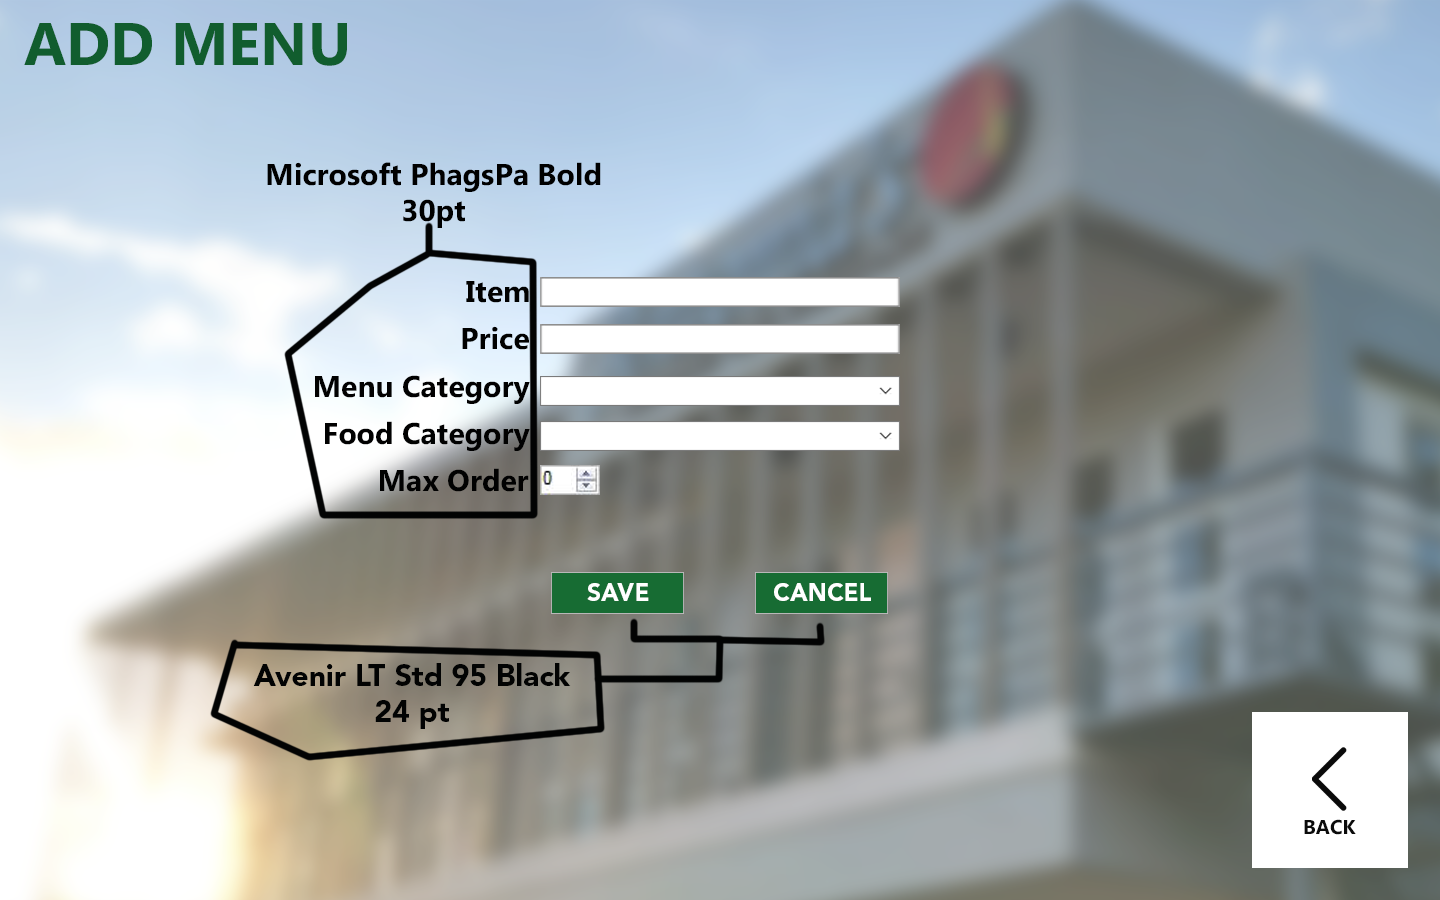 ADD MENU
Microsoft PhagsPa Bold
30pt
Item
Price
Menu Category
Food Category
Max Order 0
SAVE CANCEL
Avenir LT Std 95 Black
24 pt
BACK